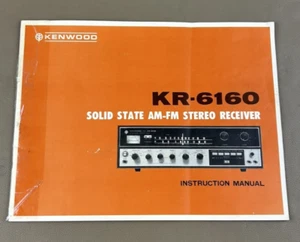 KENWOOD
KR-6160
SOLID STATE AM-FM STEREO RECEIVER
INSTRUCTION MANUAL